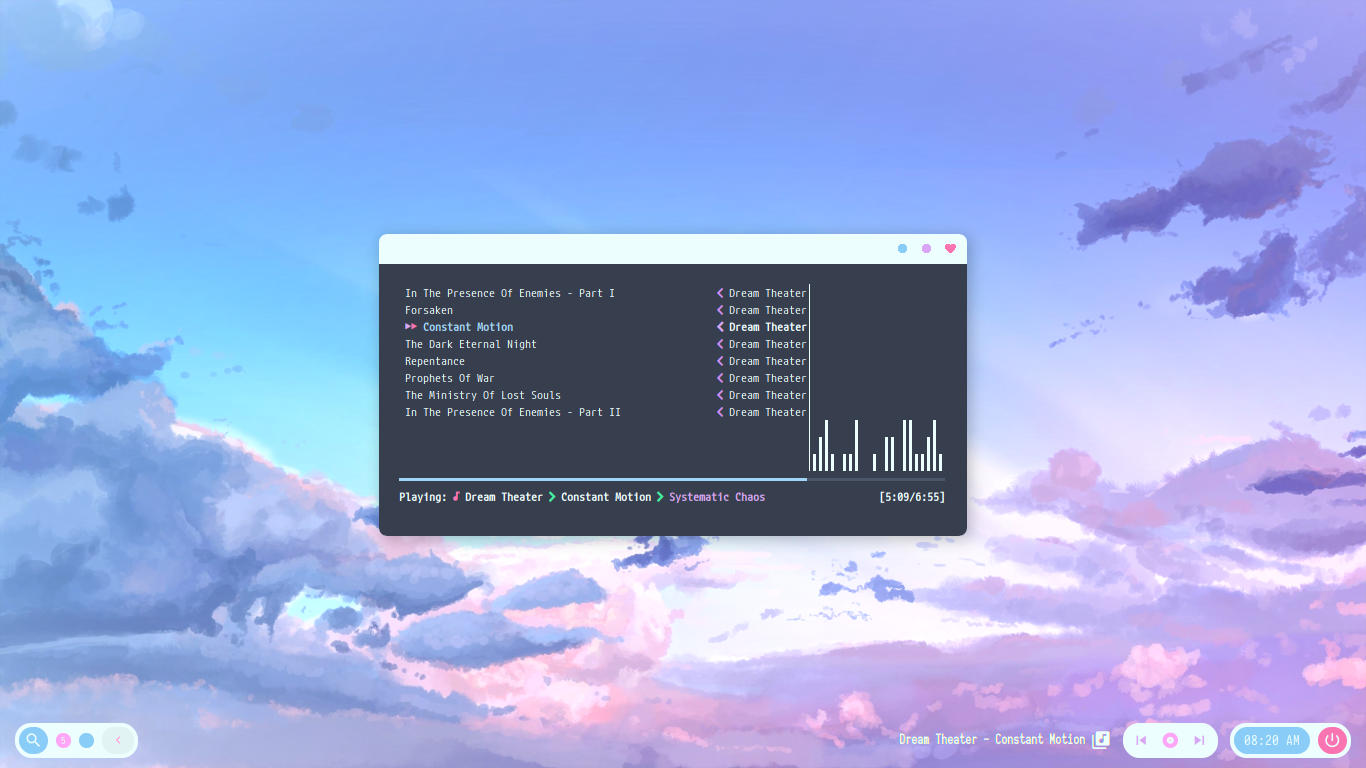 In The Presence Of Enemies - Part I Dream Theater
Forsaken Dream Theater
Constant Motion Dream Theater
The Dark Eternal Night Dream Theater
Repentance Dream Theater
Prophets Of War Dream Theater
The Ministry Of Lost Souls Dream Theater
In The Presence Of Enemies - Part II Dream Theater
Playing: Dream Theater Constant Motion Systematic Chaos [5:09/6:55]
5 Dream Theater - Constant Motion 08:20 AM